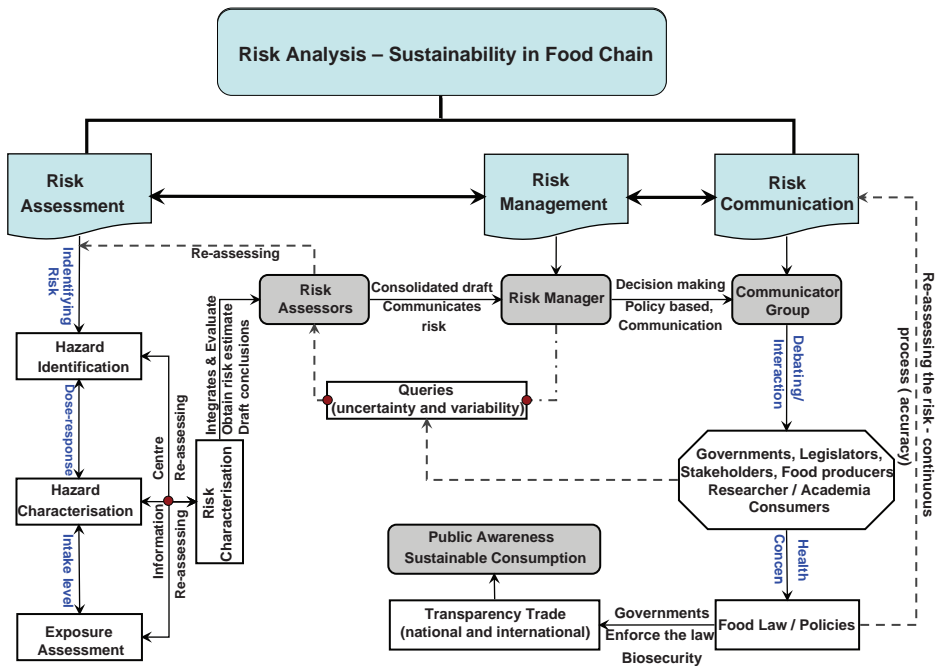 Risk Analysis – Sustainability in Food Chain
Risk
Assessment
Risk
Management
Risk
Communication
Re-assessing
Indentifying
Risk
Risk
Assessors
Consolidated draft
Communicates
risk
Risk Manager
Decision making
Policy based,
Communication
Communicator
Group
Re-assessing the risk - continuous
process ( accuracy)
Hazard
Identification
Integrates & Evaluate
Obtain risk estimate
Draft conclusions
Queries
(uncertainty and variability)
Debating/
Interaction
Dose-response
Centre
Re-assessing
Hazard
Characterisation
Risk
Characterisation
Governments, Legislators,
Stakeholders, Food producers
Researcher / Academia
Consumers
Information
Re-assessing
Intake level
Public Awareness
Sustainable Consumption
Health
Concen
Exposure
Assessment
Transparency Trade
(national and international)
Governments
Enforce the law
Biosecurity
Food Law / Policies